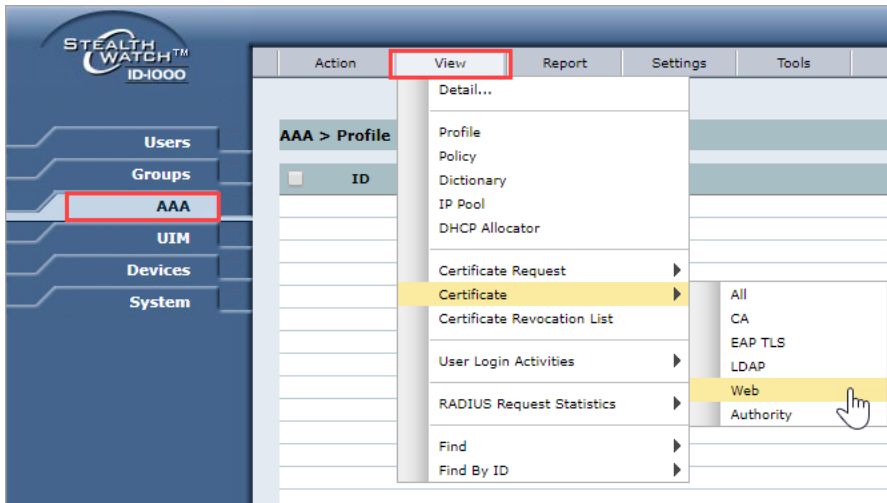 STEALTH
WATCH™
ID-1000
Action
View
Report
Settings
Tools
Users
Groups
AAA
UIM
Devices
System
AAA > Profile
ID
Detail...
Profile
Policy
Dictionary
IP Pool
DHCP Allocator
Certificate Request
Certificate
Certificate Revocation List
User Login Activities
RADIUS Request Statistics
Find
Find By ID
All
CA
EAP TLS
LDAP
Web
Authority